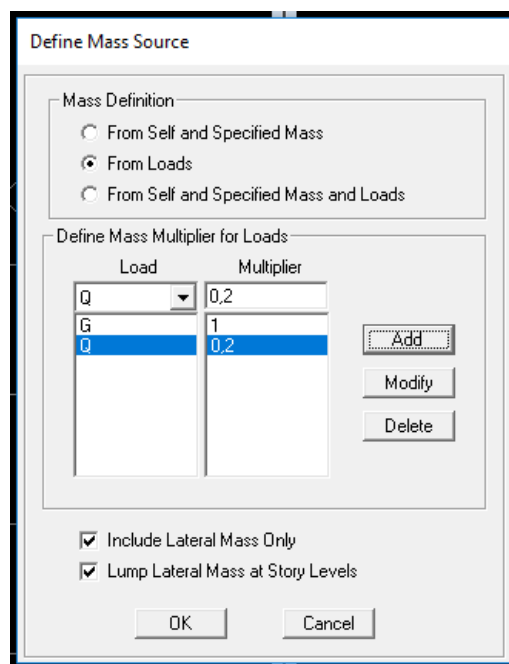 Define Mass Source
Mass Definition
From Self and Specified Mass
From Loads
From Self and Specified Mass and Loads
Define Mass Multiplier for Loads
Load Multiplier
Q 0,2
G 1
Q 0,2
Add
Modify
Delete
Include Lateral Mass Only
Lump Lateral Mass at Story Levels
OK Cancel